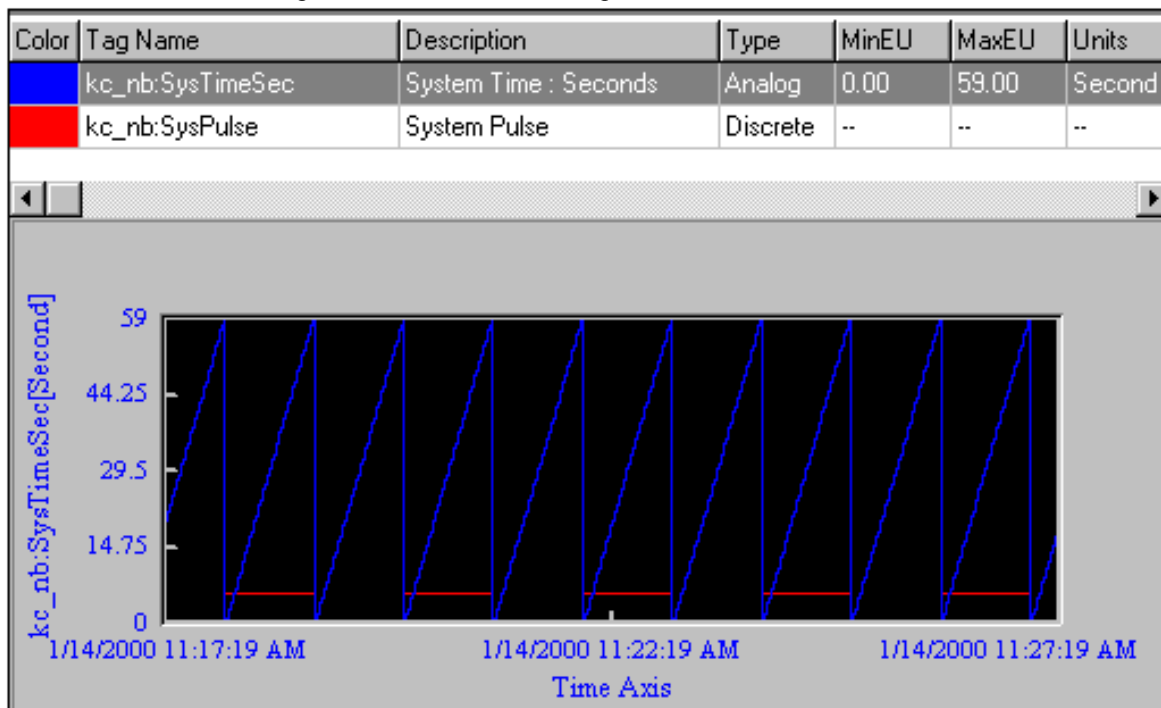 Color Tag Name Description Type MinEU MaxEU Units
kc_nb:SysTimeSec System Time : Seconds Analog 0.00 59.00 Second
kc_nb:SysPulse System Pulse Discrete -- -- --
kc_nb:SysTimeSec[Second]
59
44.25
29.5
14.75
0
1/14/2000 11:17:19 AM 1/14/2000 11:22:19 AM 1/14/2000 11:27:19 AM
Time Axis